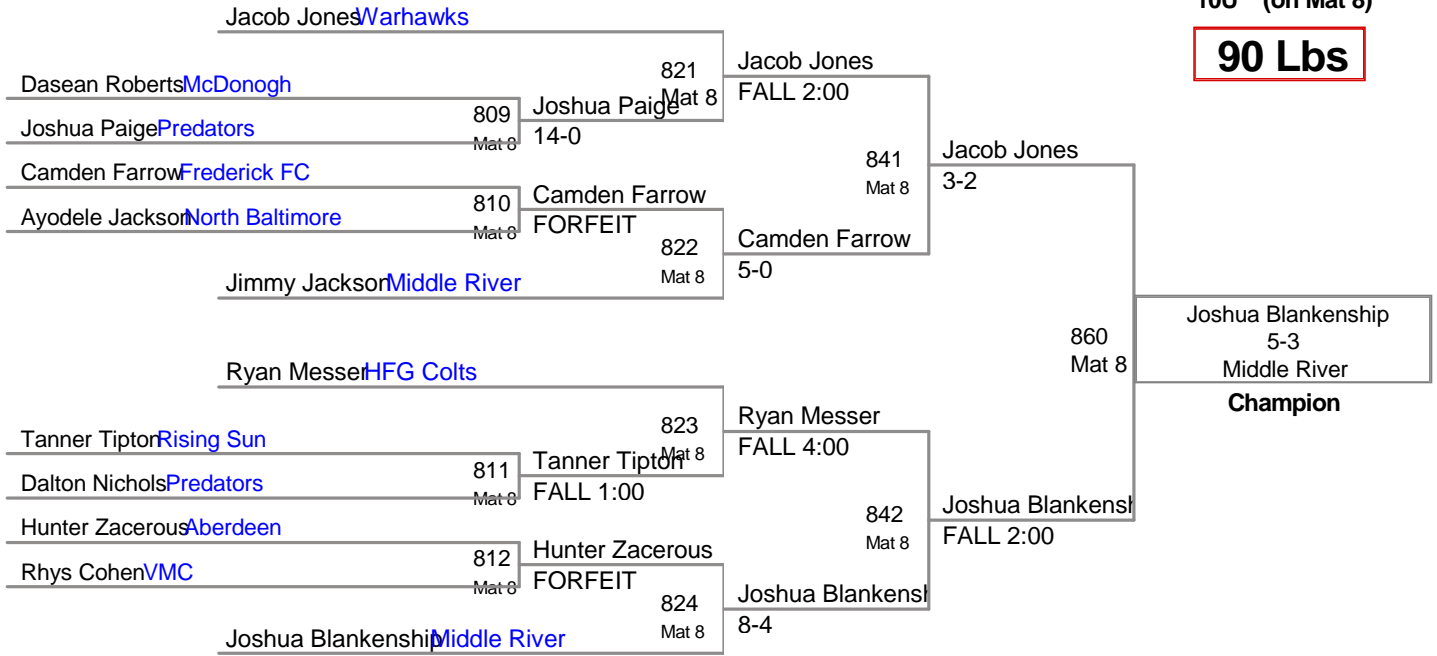 10U (on Mat 8)
90 Lbs
Jacob Jones Warhawks
Dasean Roberts McDonogh
Joshua Paige Predators
809
Mat 8
Joshua Paige
14-0
821
Mat 8
Jacob Jones
FALL 2:00
Camden Farrow Frederick FC
Ayodele Jackson North Baltimore
810
Mat 8
Camden Farrow
FORFEIT
822
Mat 8
Jimmy Jackson Middle River
Camden Farrow
5-0
841
Mat 8
Jacob Jones
3-2
Ryan Messer HFG Colts
Tanner Tipton Rising Sun
Dalton Nichols Predators
811
Mat 8
Tanner Tipton
FALL 1:00
823
Mat 8
Ryan Messer
FALL 4:00
Hunter Zacerous Aberdeen
Rhys Cohen VMC
812
Mat 8
Hunter Zacerous
FORFEIT
824
Mat 8
Joshua Blankenship Middle River
Joshua Blankensh
8-4
842
Mat 8
Joshua Blankensh
FALL 2:00
860
Mat 8
Joshua Blankenship
5-3
Middle River
Champion